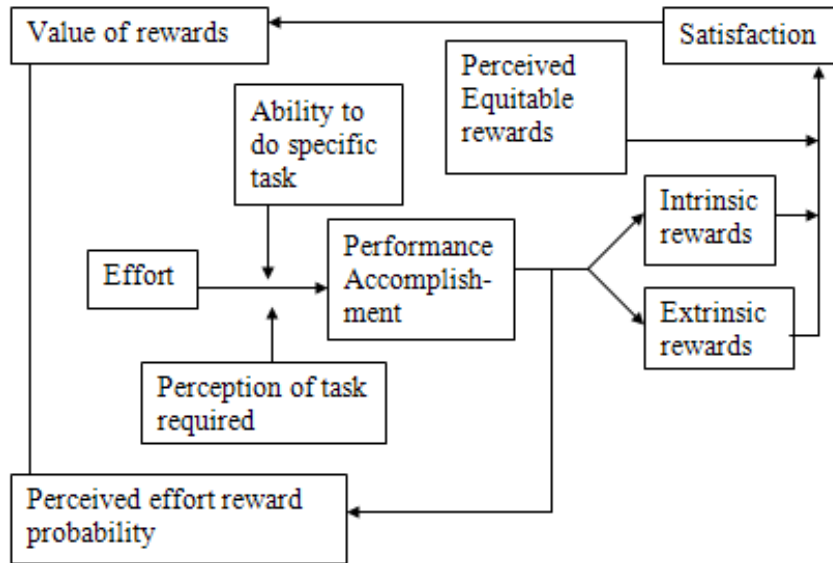 Value of rewards
Satisfaction
Perceived
Equitable
rewards
Ability to
do specific
task
Intrinsic
rewards
Performance
Accomplish-
ment
Effort
Extrinsic
rewards
Perception of task
required
Perceived effort reward
probability